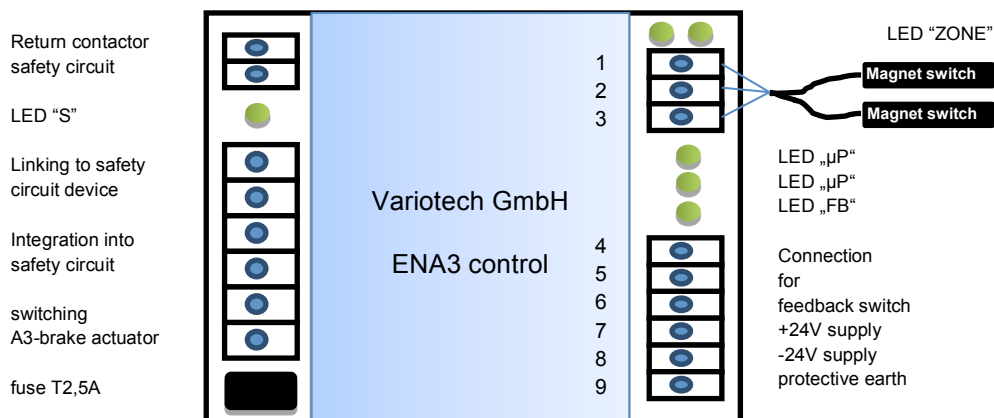 Return contactor
safety circuit
LED “S”
Linking to safety
circuit device
Integration into
safety circuit
switching
A3-brake actuator
fuse T2,5A
Variotech GmbH
ENA3 control
1
2
3
4
5
6
7
8
9
LED “ZONE”
Magnet switch
Magnet switch
LED „µP“
LED „µP“
LED „FB“
Connection
for
feedback switch
+24V supply
-24V supply
protective earth